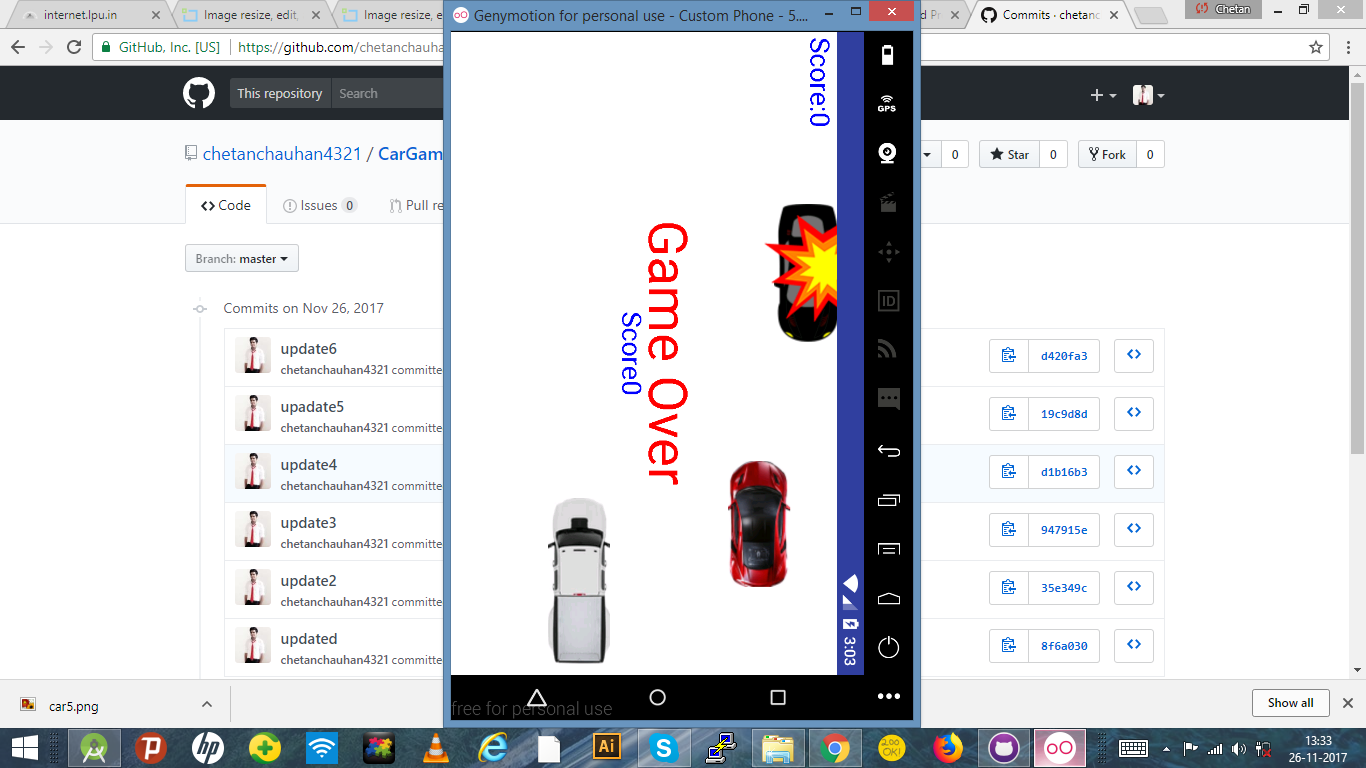 internet.lpu.in
Image resize, edit,
Image resize, e
d Pr
Commits · chetanc
Chetan
GitHub, Inc. [US]
https://github.com/chetanchauha
This repository
Search
chetanchauhan4321 / CarGam
0
Star
0
Fork
0
Code
Issues
0
Pull re
Branch: master
Commits on Nov 26, 2017
update6
chetanchauhan4321 committe
d420fa3
upadate5
chetanchauhan4321 committe
19c9d8d
update4
chetanchauhan4321 committe
d1b16b3
update3
chetanchauhan4321 committe
947915e
update2
chetanchauhan4321 committe
35e349c
updated
chetanchauhan4321 committe
8f6a030
Genymotion for personal use - Custom Phone - 5....
Score:0
Game Over
Score0
3:03
GPS
ID
free for personal use
car5.png
Show all
hp
Ai
200 OK!
13:33
26-11-2017